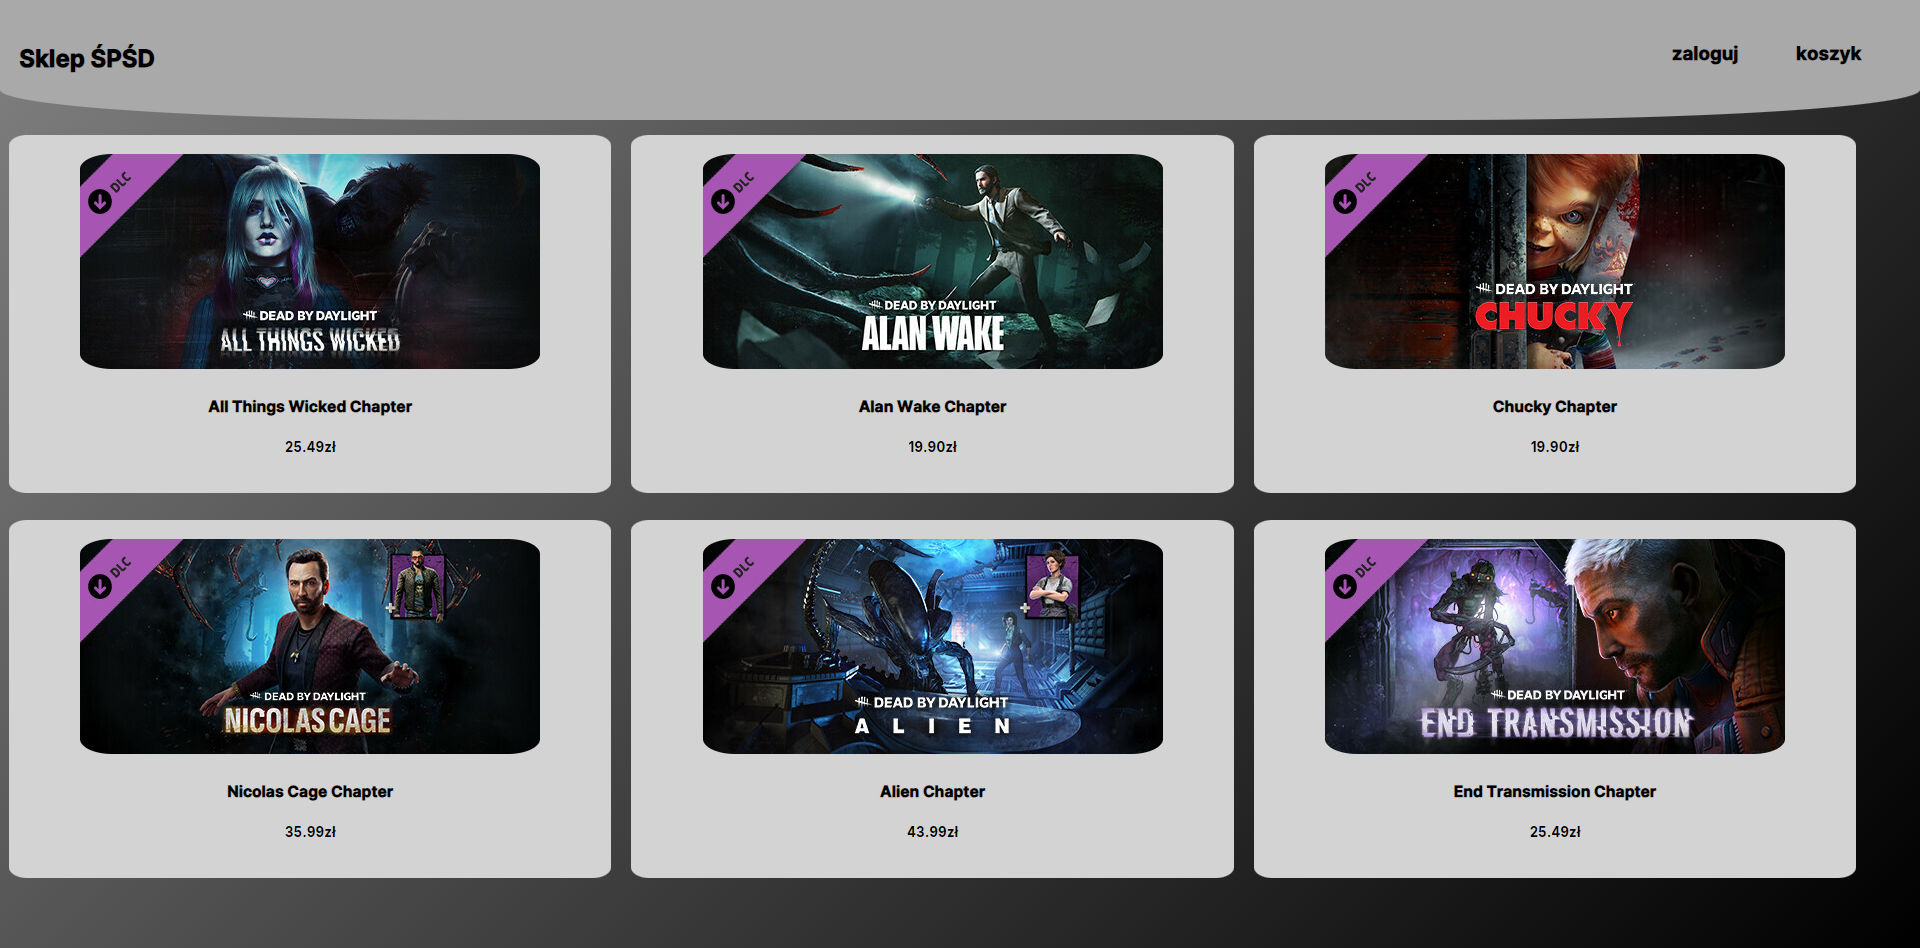 Sklep ŚPŚD
zaloguj
koszyk
DLC
DEAD BY DAYLIGHT
ALL THINGS WICKED
All Things Wicked Chapter
25.49zł
DLC
DEAD BY DAYLIGHT
ALAN WAKE
Alan Wake Chapter
19.90zł
DLC
DEAD BY DAYLIGHT
CHUCKY
Chucky Chapter
19.90zł
DLC
DEAD BY DAYLIGHT
NICOLAS CAGE
Nicolas Cage Chapter
35.99zł
DLC
DEAD BY DAYLIGHT
ALIEN
Alien Chapter
43.99zł
DLC
DEAD BY DAYLIGHT
END TRANSMISSION
End Transmission Chapter
25.49zł